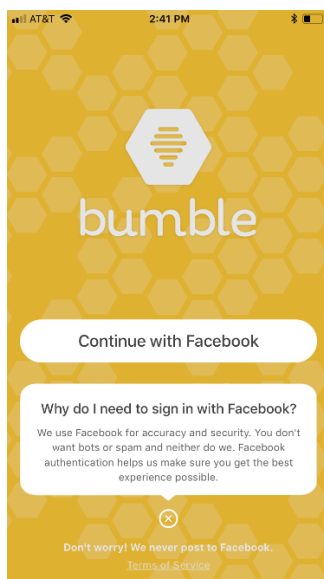 AT&T 2:41 PM
bumble
Continue with Facebook
Why do I need to sign in with Facebook?
We use Facebook for accuracy and security. You don't
want bots or spam and neither do we. Facebook
authentication helps us make sure you get the best
experience possible.
Don't worry! We never post to Facebook.
Terms of Service